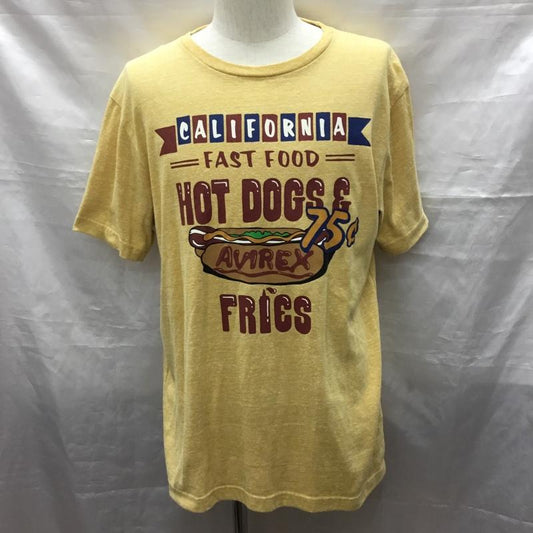 CALIFORNIA
FAST FOOD
HOT DOGS &
75¢
AVIREX
FRIES